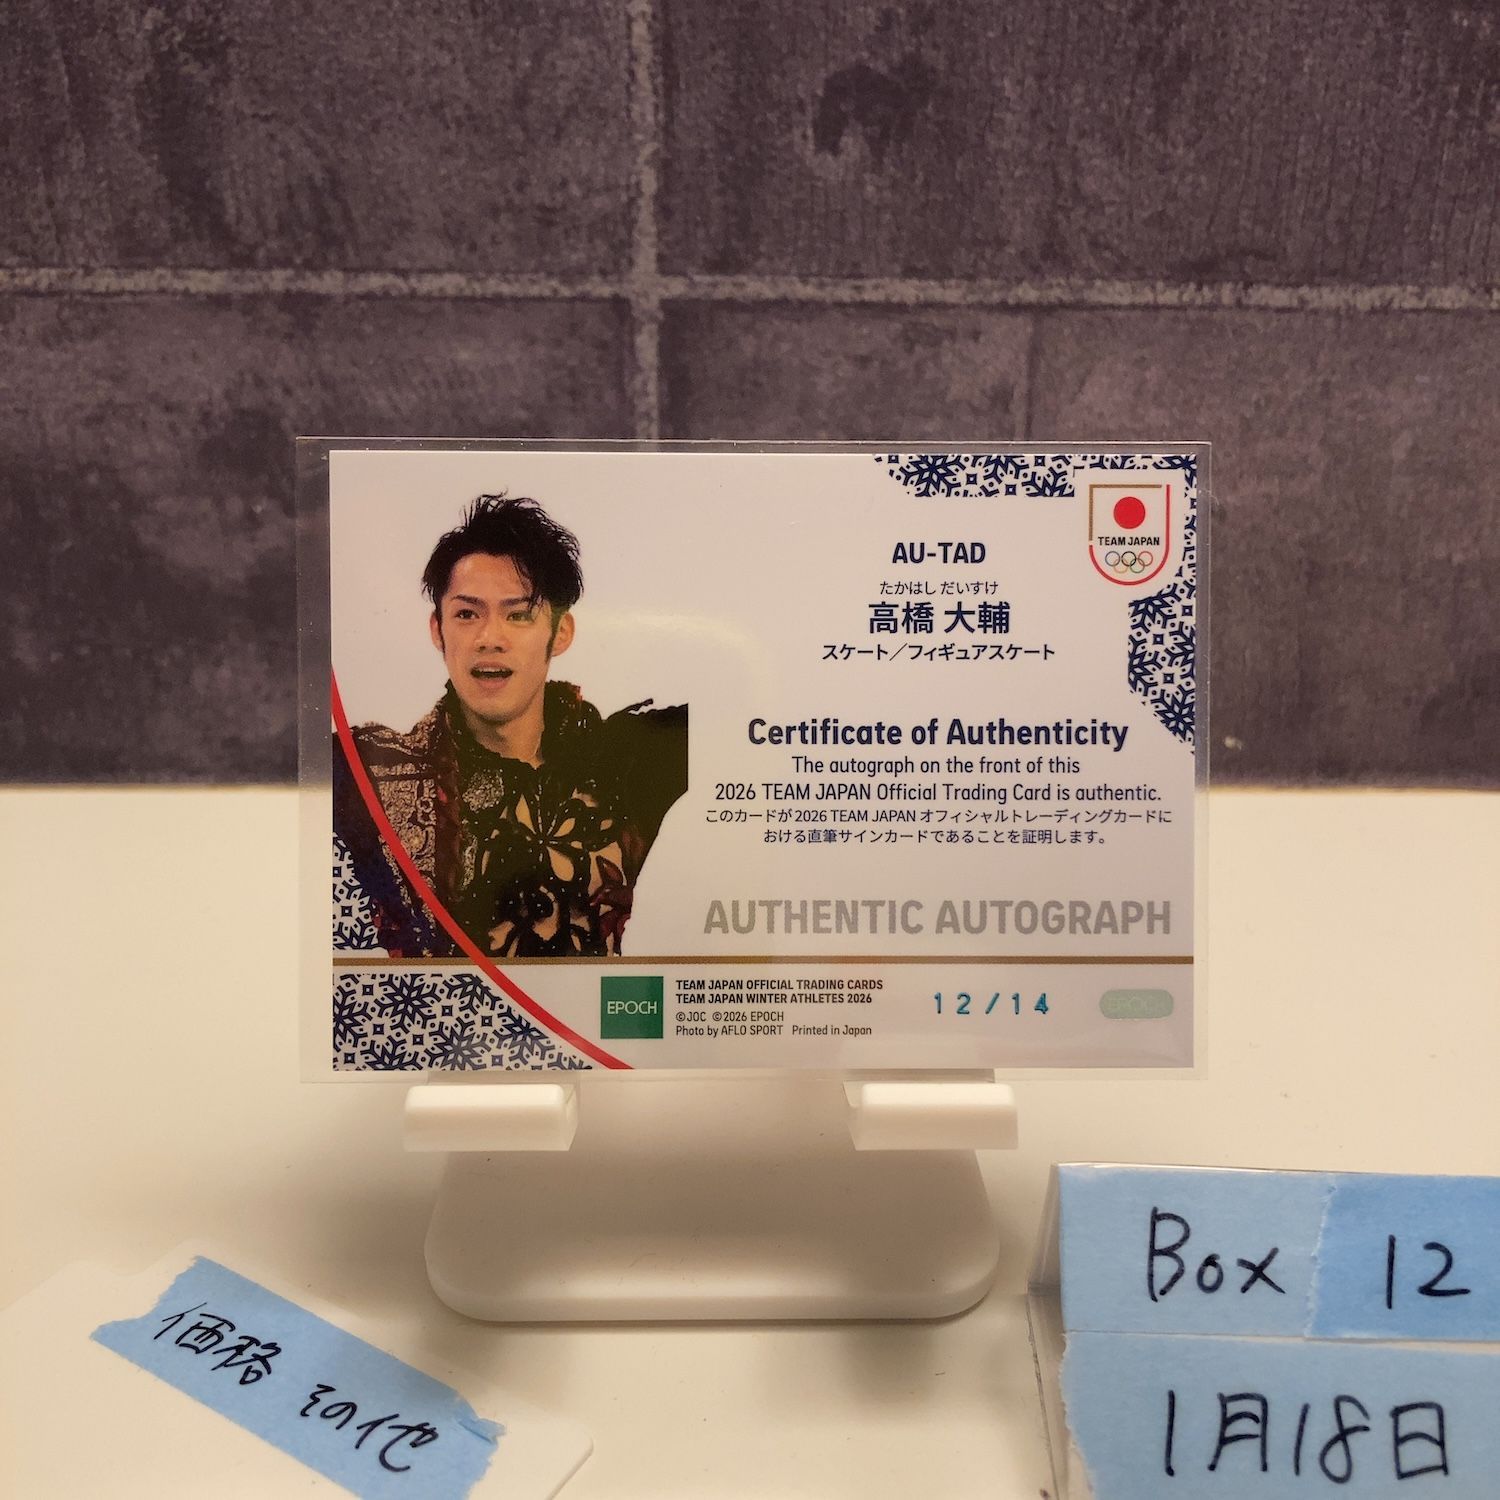 AU-TAD
たかはし だいすけ
高橋 大輔
スケート／フィギュアスケート
TEAM JAPAN
Certificate of Authenticity
The autograph on the front of this
2026 TEAM JAPAN Official Trading Card is authentic.
このカードが2026 TEAM JAPAN オフィシャルトレーディングカードに
おける直筆サインカードであることを証明します。
AUTHENTIC AUTOGRAPH
EPOCH
TEAM JAPAN OFFICIAL TRADING CARDS
TEAM JAPAN WINTER ATHLETES 2026
©JOC ©2026 EPOCH
Photo by AFLO SPORT Printed in Japan
12/14
EPOCH
価格 その他
Box 12
1月18日